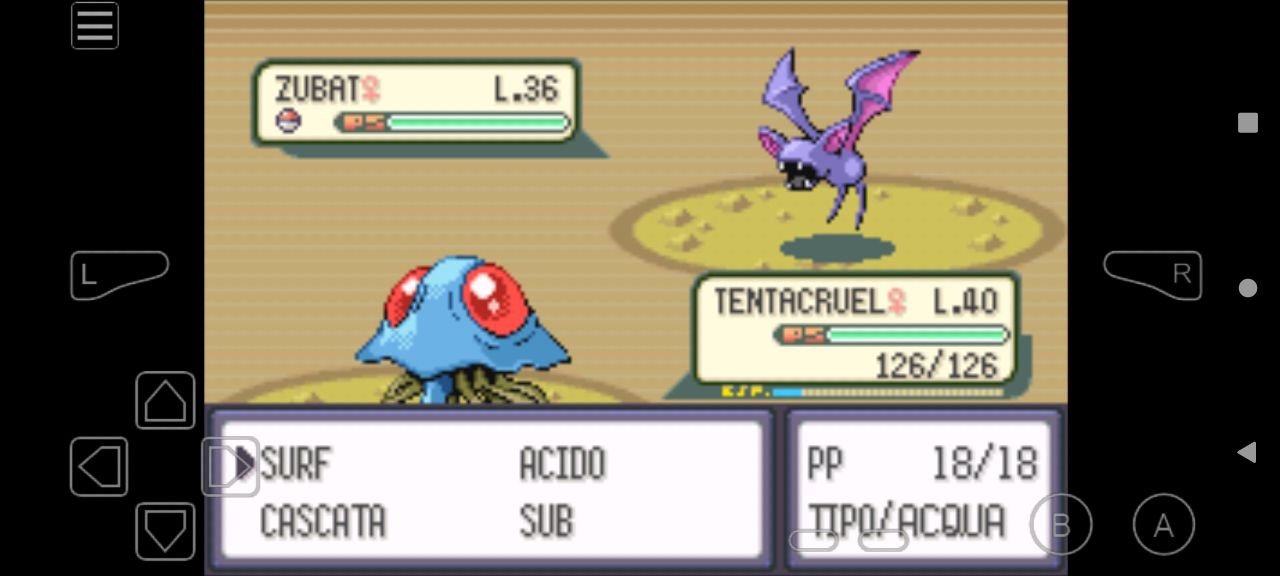 ZUBAT♀ L.36
PS
L
R
TENTACRUEL♀ L.40
PS
126/126
ESP.
SURF ACIDO
CASCATA SUB
PP 18/18
TIPO/ACQUA
B
A